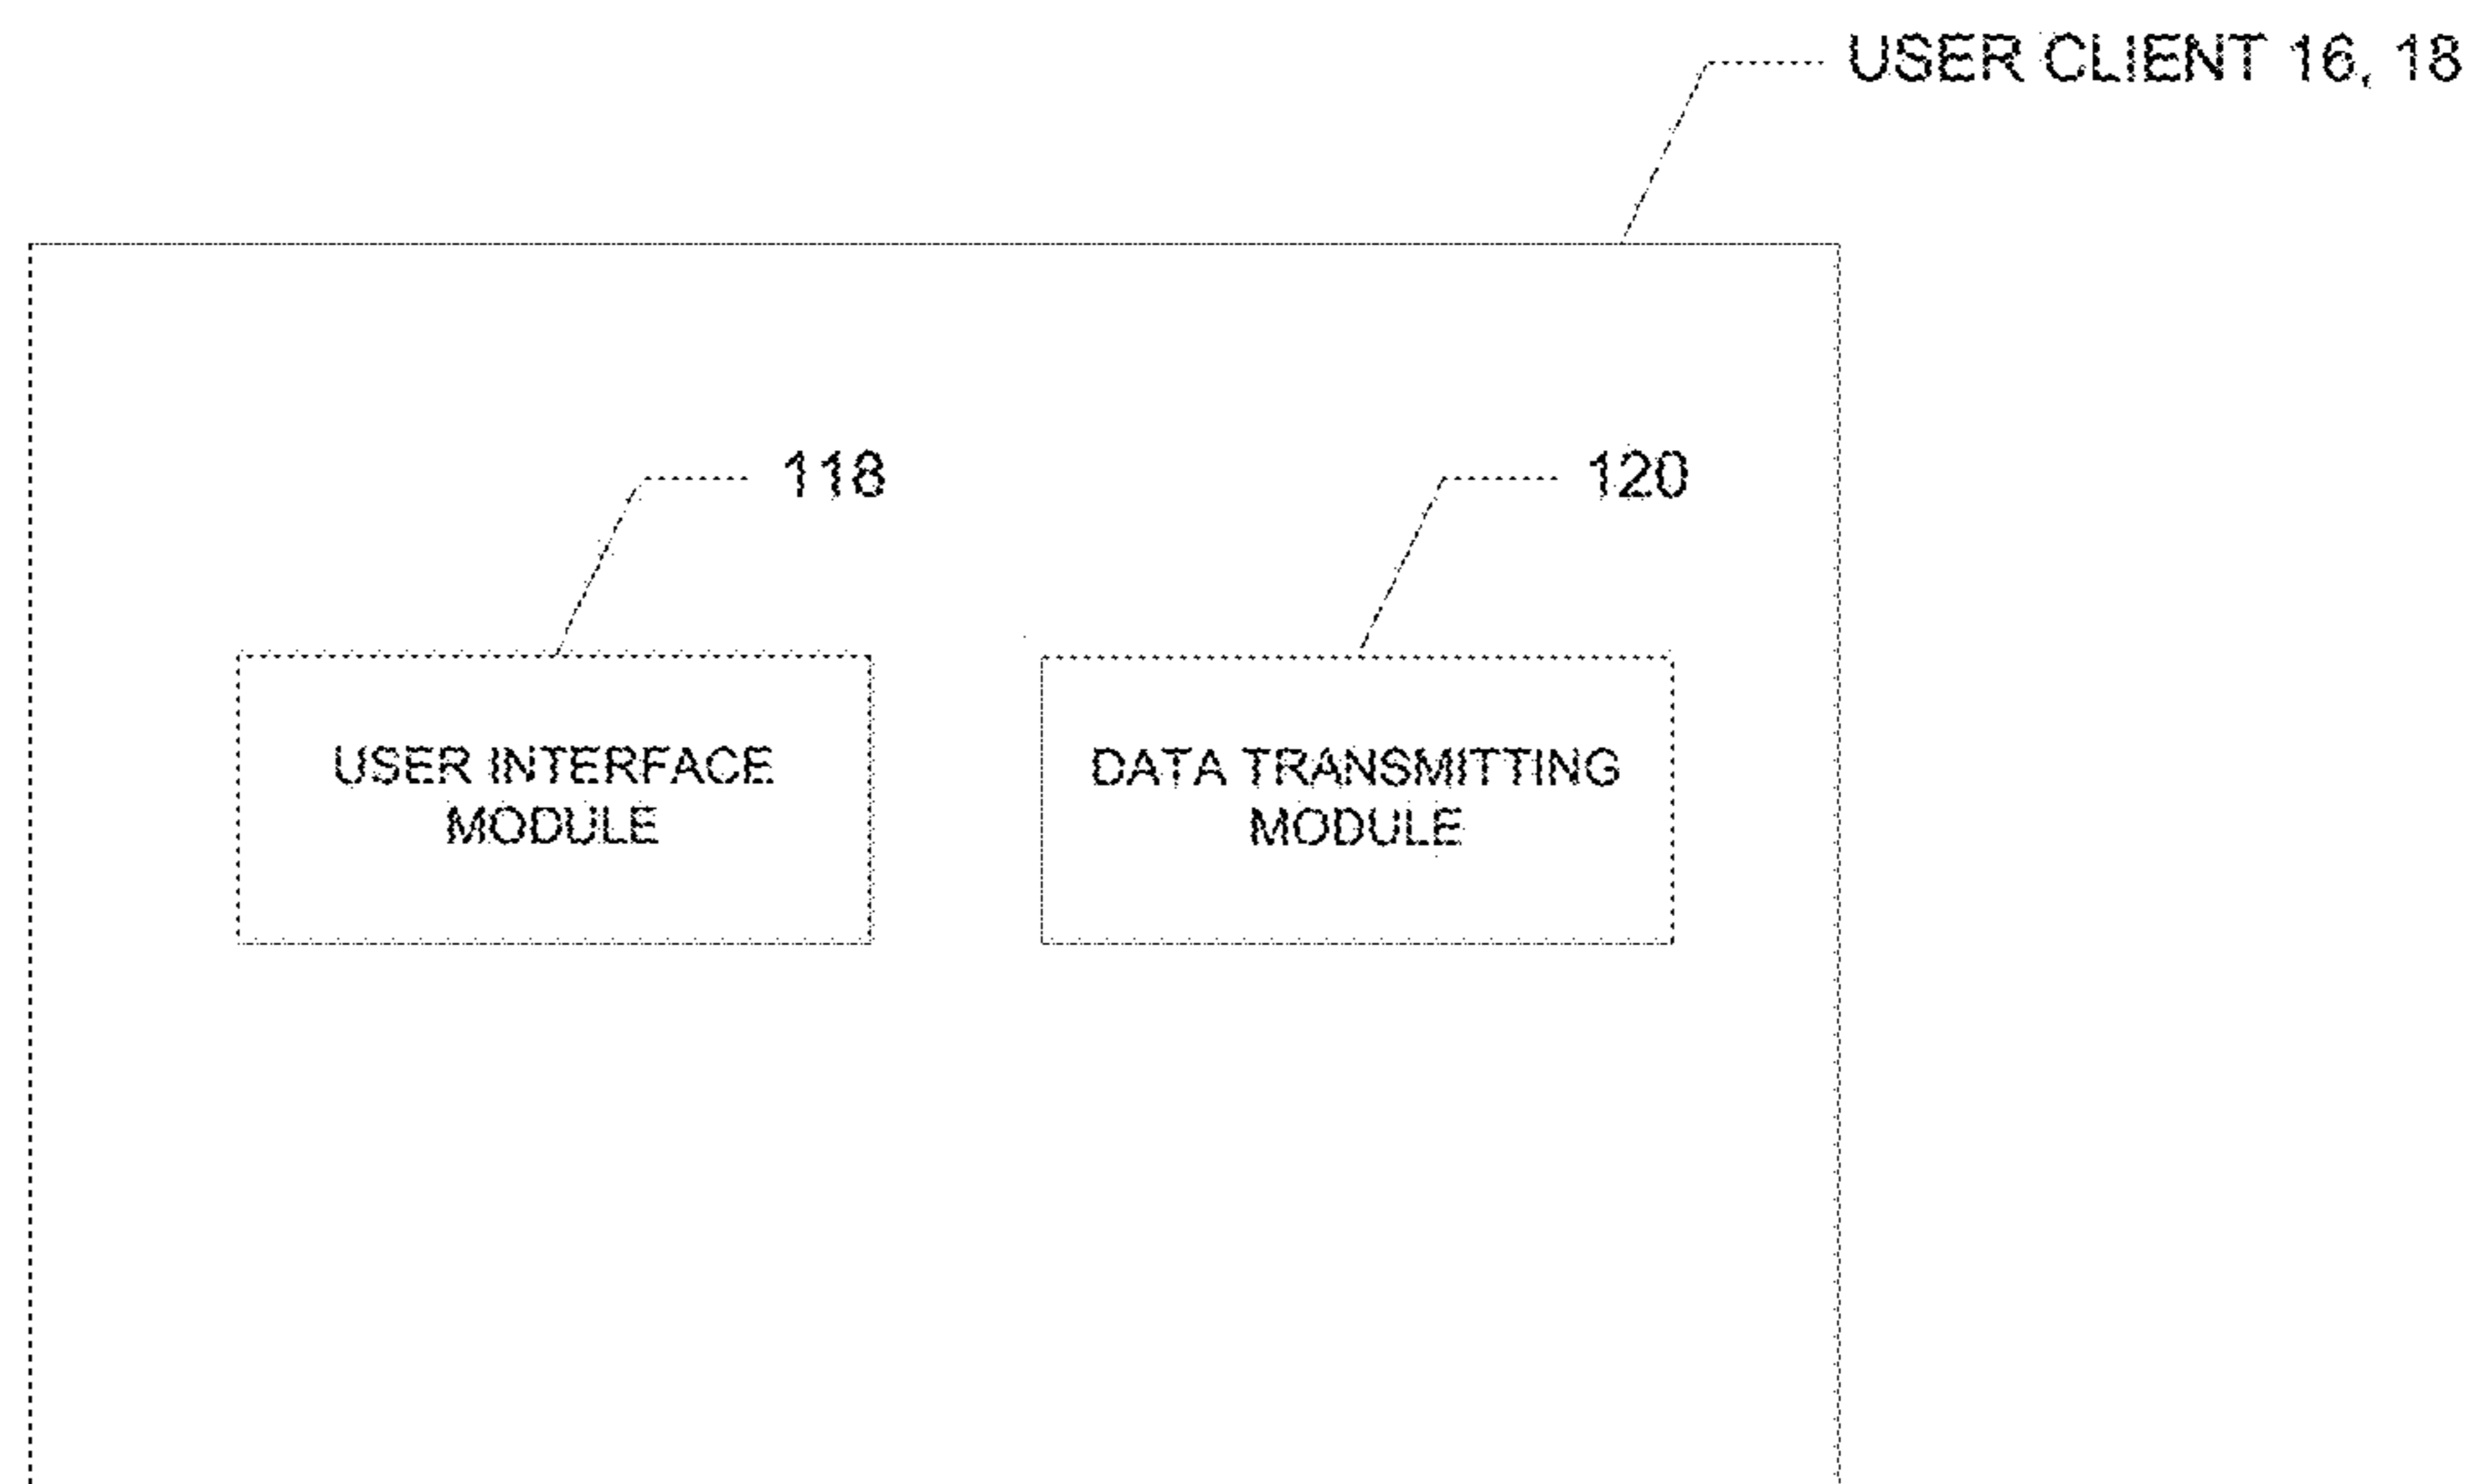 USER CLIENT 16, 18
118
120
USER INTERFACE
MODULE
DATA TRANSMITTING
MODULE